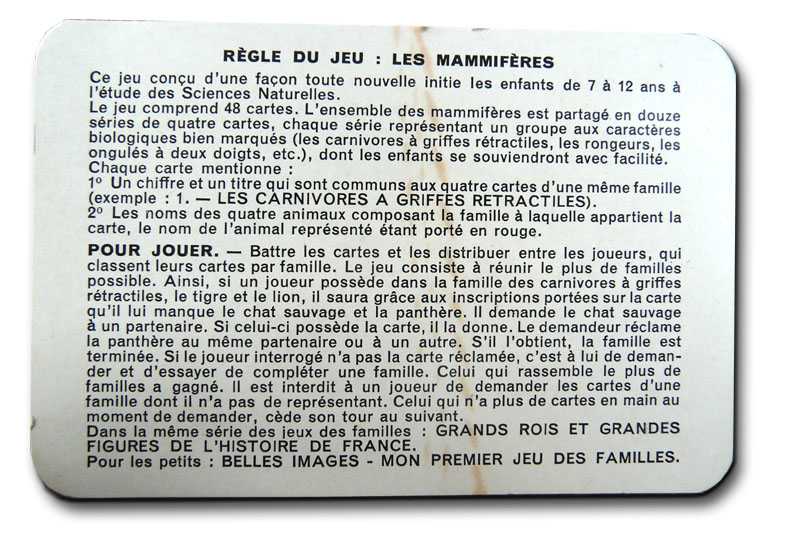 RÈGLE DU JEU : LES MAMMIFÈRES
Ce jeu conçu d'une façon toute nouvelle initie les enfants de 7 à 12 ans à
l'étude des Sciences Naturelles.
Le jeu comprend 48 cartes. L'ensemble des mammifères est partagé en douze
séries de quatre cartes, chaque série représentant un groupe aux caractères
biologiques bien marqués (les carnivores à griffes rétractiles, les rongeurs, les
ongulés à deux doigts, etc.), dont les enfants se souviendront avec facilité.
Chaque carte mentionne :
1° Un chiffre et un titre qui sont communs aux quatre cartes d'une même famille
(exemple : 1. — LES CARNIVORES A GRIFFES RETRACTILES).
2° Les noms des quatre animaux composant la famille à laquelle appartient la
carte, le nom de l'animal représenté étant porté en rouge.
POUR JOUER. — Battre les cartes et les distribuer entre les joueurs, qui
classent leurs cartes par famille. Le jeu consiste à réunir le plus de familles
possible. Ainsi, si un joueur possède dans la famille des carnivores à griffes
rétractiles, le tigre et le lion, il saura grâce aux inscriptions portées sur la carte
qu'il lui manque le chat sauvage et la panthère. Il demande le chat sauvage
à un partenaire. Si celui-ci possède la carte, il la donne. Le demandeur réclame
la panthère au même partenaire ou à un autre. S'il l'obtient, la famille est
terminée. Si le joueur interrogé n'a pas la carte réclamée, c'est à lui de deman-
der et d'essayer de compléter une famille. Celui qui rassemble le plus de
familles a gagné. Il est interdit à un joueur de demander les cartes d'une
famille dont il n'a pas de représentant. Celui qui n'a plus de cartes en main au
moment de demander, cède son tour au suivant.
Dans la même série des jeux des familles : GRANDS ROIS ET GRANDES
FIGURES DE L'HISTOIRE DE FRANCE.
Pour les petits : BELLES IMAGES - MON PREMIER JEU DES FAMILLES.